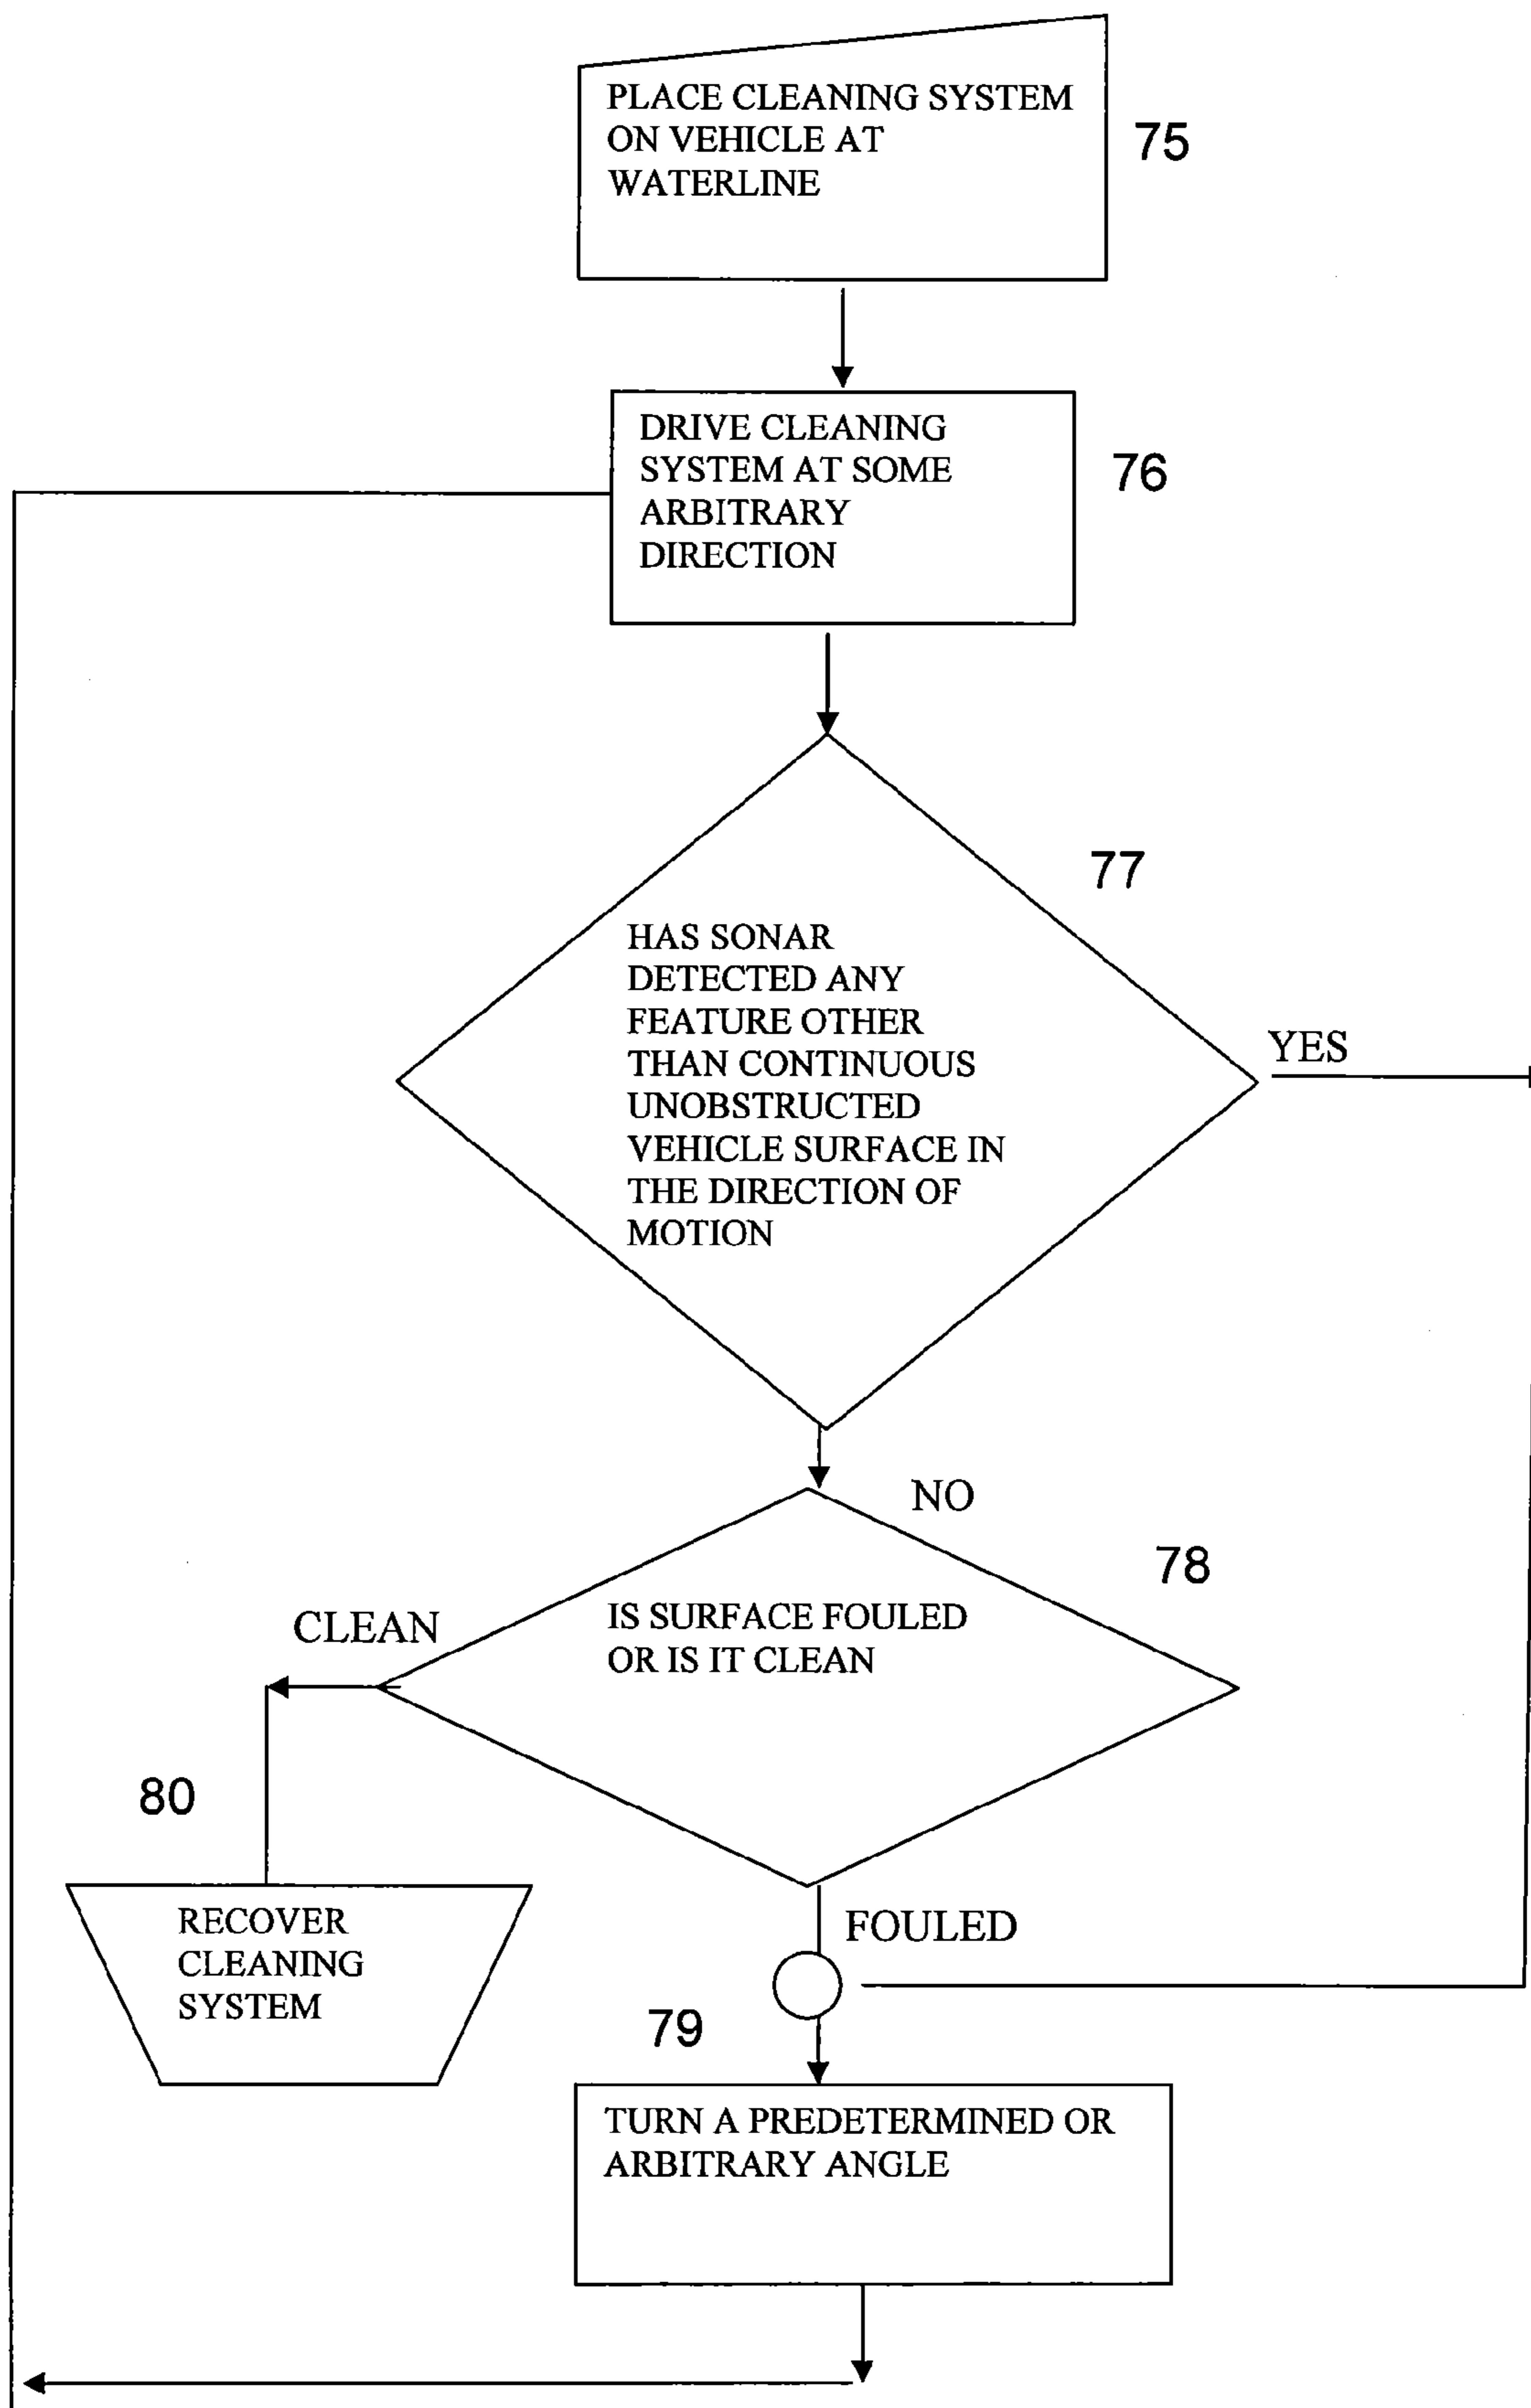 PLACE CLEANING SYSTEM
ON VEHICLE AT
WATERLINE
75
DRIVE CLEANING
SYSTEM AT SOME
ARBITRARY
DIRECTION
76
77
HAS SONAR
DETECTED ANY
FEATURE OTHER
THAN CONTINUOUS
UNOBSTRUCTED
VEHICLE SURFACE IN
THE DIRECTION OF
MOTION
YES
NO
78
IS SURFACE FOULED
OR IS IT CLEAN
CLEAN
80
RECOVER
CLEANING
SYSTEM
FOULED
79
TURN A PREDETERMINED OR
ARBITRARY ANGLE